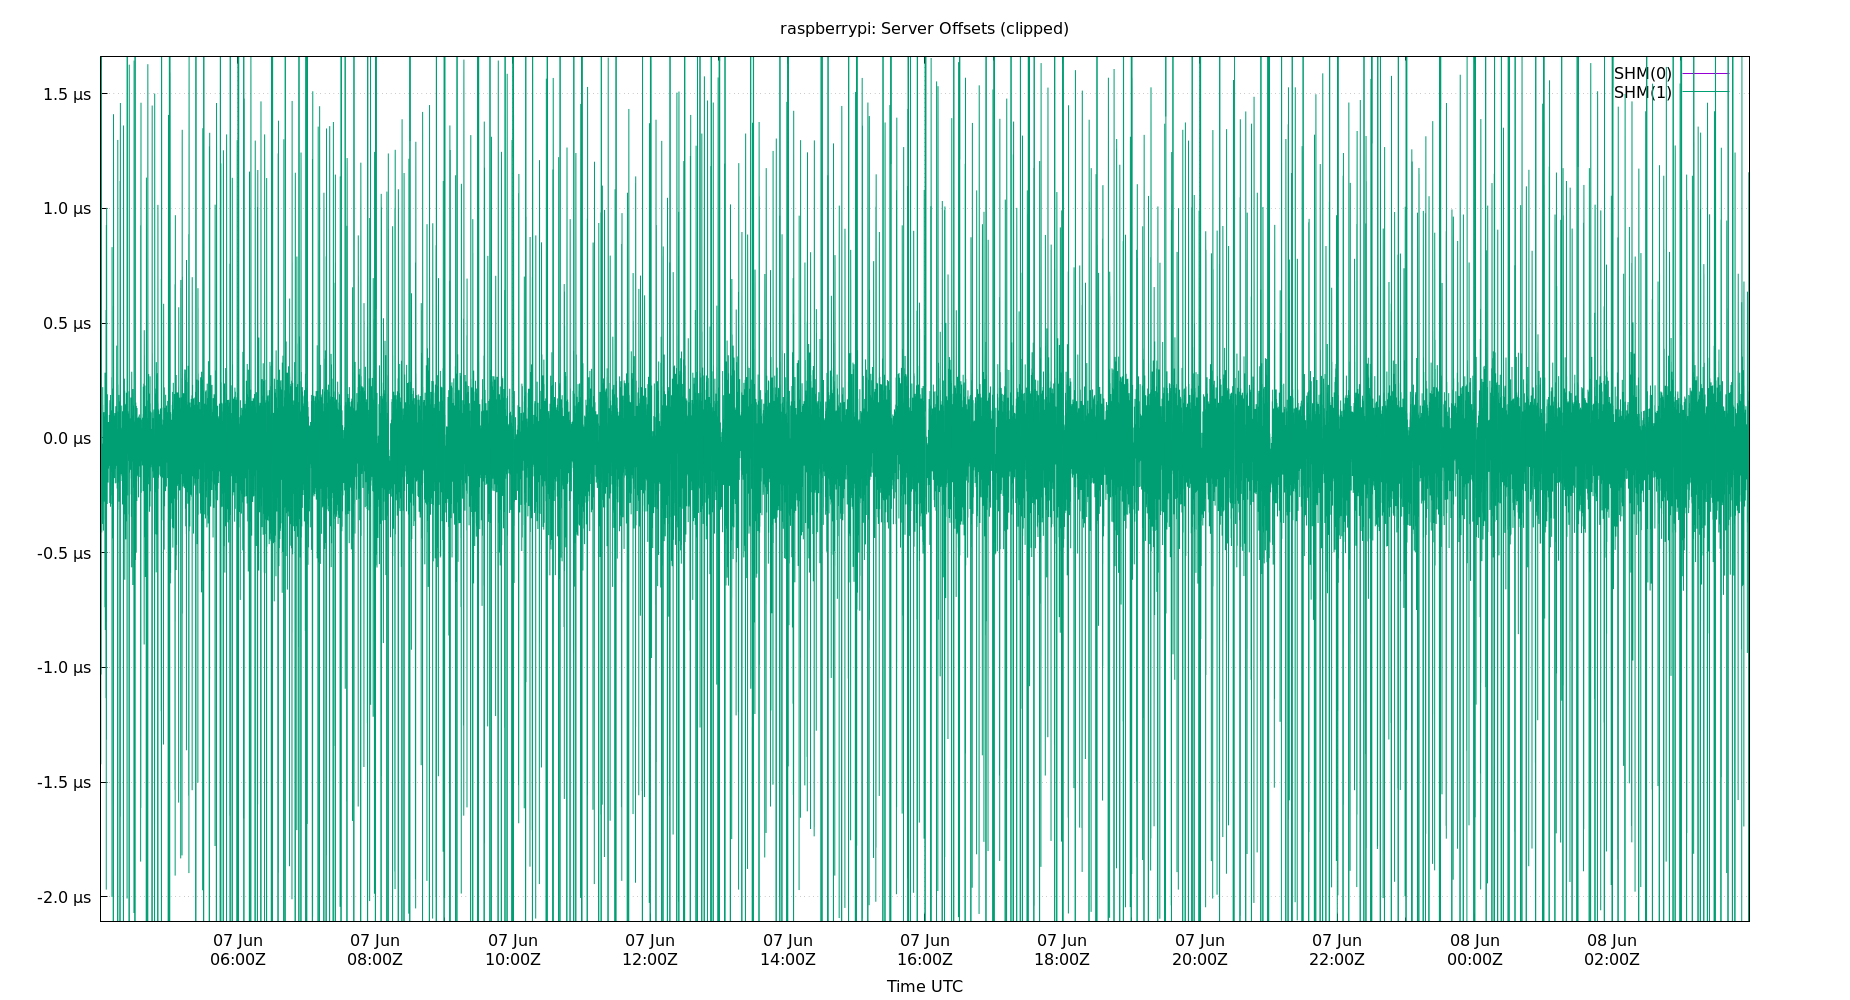 raspberrypi: Server Offsets (clipped)
SHM(0)
SHM(1)
1.5 µs
1.0 µs
0.5 µs
0.0 µs
-0.5 µs
-1.0 µs
-1.5 µs
-2.0 µs
07 Jun 07 Jun 07 Jun 07 Jun 07 Jun 07 Jun 07 Jun 07 Jun 07 Jun 08 Jun 08 Jun
06:00Z 08:00Z 10:00Z 12:00Z 14:00Z 16:00Z 18:00Z 20:00Z 22:00Z 00:00Z 02:00Z
Time UTC